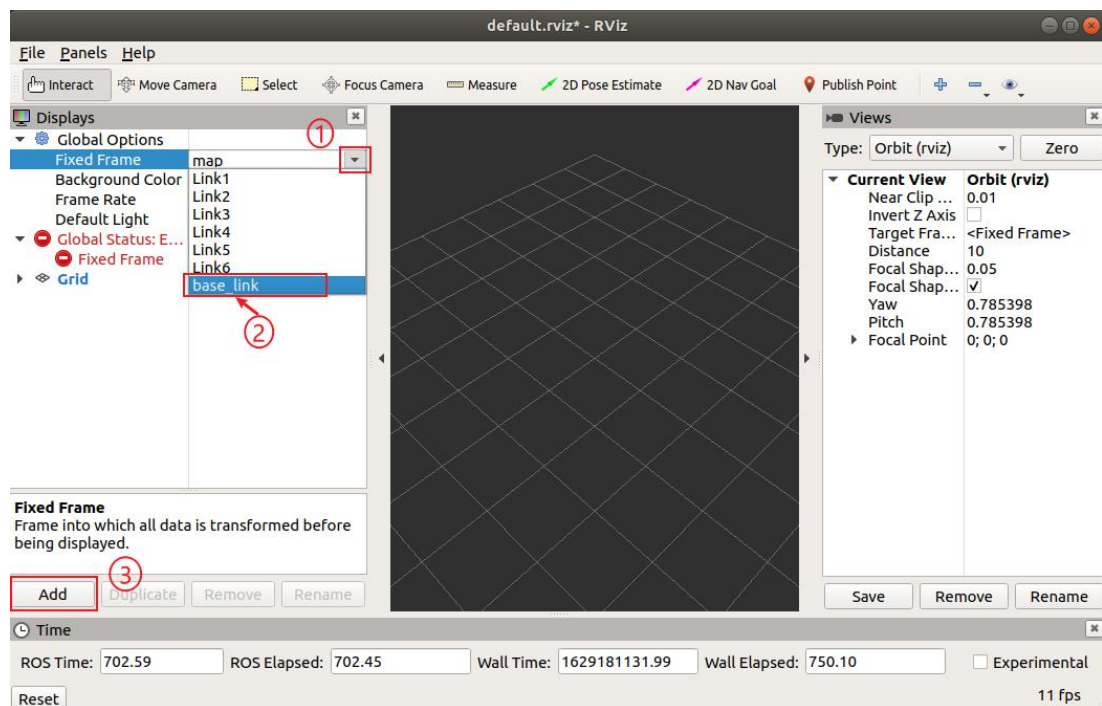 default.rviz* - RViz
File Panels Help
Interact Move Camera Select Focus Camera Measure 2D Pose Estimate 2D Nav Goal Publish Point
Displays
Global Options
Fixed Frame map
Background Color Link1
Frame Rate Link2
Link3
Default Light
Link4
Global Status: E...
Link5
Fixed Frame
Link6
Grid
base_link
1
2
Fixed Frame
Frame into which all data is transformed before
being displayed.
3
Add Duplicate Remove Rename
Views
Type: Orbit (rviz) Zero
Current View Orbit (rviz)
Near Clip ... 0.01
Invert Z Axis
Target Fra... <Fixed Frame>
Distance 10
Focal Shap... 0.05
Focal Shap... ✓
Yaw 0.785398
Pitch 0.785398
Focal Point 0; 0; 0
Save Remove Rename
Time
ROS Time: 702.59 ROS Elapsed: 702.45 Wall Time: 1629181131.99 Wall Elapsed: 750.10 Experimental
Reset 11 fps